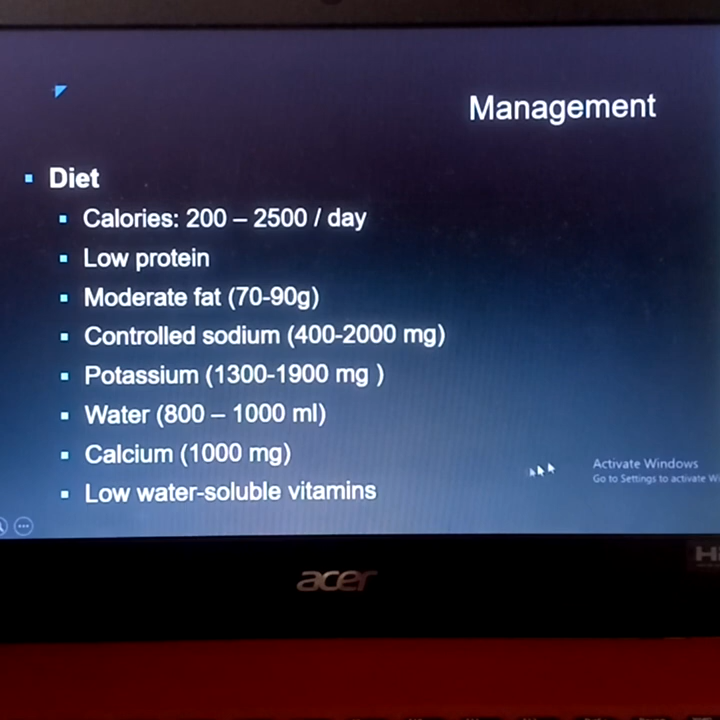 Management
Diet
Calories: 200 – 2500 / day
Low protein
Moderate fat (70-90g)
Controlled sodium (400-2000 mg)
Potassium (1300-1900 mg )
Water (800 – 1000 ml)
Calcium (1000 mg)
Activate Windows
Go to Settings to activate
Low water-soluble vitamins
acer